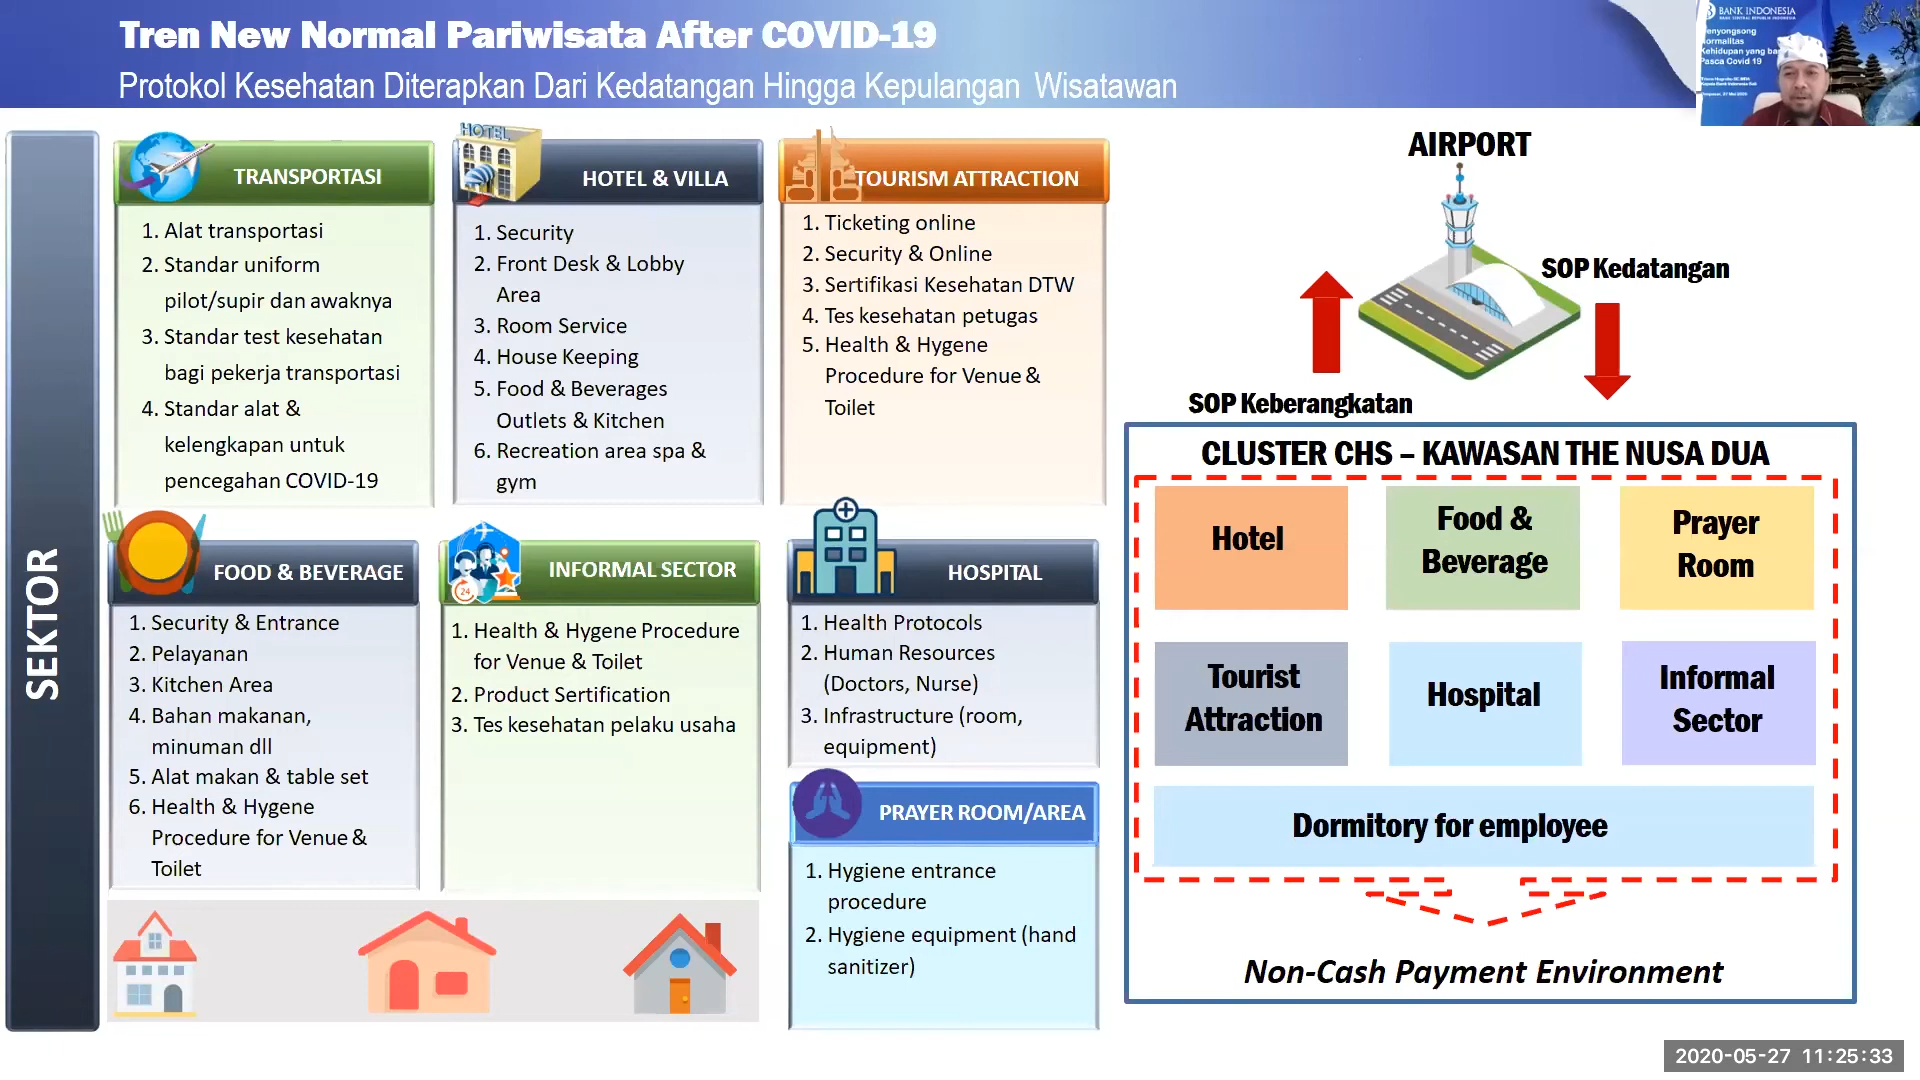 Tren New Normal Pariwisata After COVID-19
Protokol Kesehatan Diterapkan Dari Kedatangan Hingga Kepulangan Wisatawan
BANK INDONESIA
Normalitas
Kehidupan yang
Pasca Covid 19
SEKTOR
TRANSPORTASI
1. Alat transportasi
2. Standar uniform
pilot/supir dan awaknya
3. Standar test kesehatan
bagi pekerja transportasi
4. Standar alat &
kelengkapan untuk
pencegahan COVID-19
HOTEL
HOTEL & VILLA
1. Security
2. Front Desk & Lobby
Area
3. Room Service
4. House Keeping
5. Food & Beverages
Outlets & Kitchen
6. Recreation area spa &
gym
TOURISM ATTRACTION
1. Ticketing online
2. Security & Online
3. Sertifikasi Kesehatan DTW
4. Tes kesehatan petugas
5. Health & Hygene
Procedure for Venue &
Toilet
FOOD & BEVERAGE
1. Security & Entrance
2. Pelayanan
3. Kitchen Area
4. Bahan makanan,
minuman dll
5. Alat makan & table set
6. Health & Hygene
Procedure for Venue &
Toilet
24
INFORMAL SECTOR
1. Health & Hygene Procedure
for Venue & Toilet
2. Product Sertification
3. Tes kesehatan pelaku usaha
HOSPITAL
1. Health Protocols
2. Human Resources
(Doctors, Nurse)
3. Infrastructure (room,
equipment)
PRAYER ROOM/AREA
1. Hygiene entrance
procedure
2. Hygiene equipment (hand
sanitizer)
AIRPORT
SOP Kedatangan
SOP Keberangkatan
CLUSTER CHS – KAWASAN THE NUSA DUA
Hotel
Food &
Beverage
Prayer
Room
Tourist
Attraction
Hospital
Informal
Sector
Dormitory for employee
Non-Cash Payment Environment
2020-05-27 11:25:33